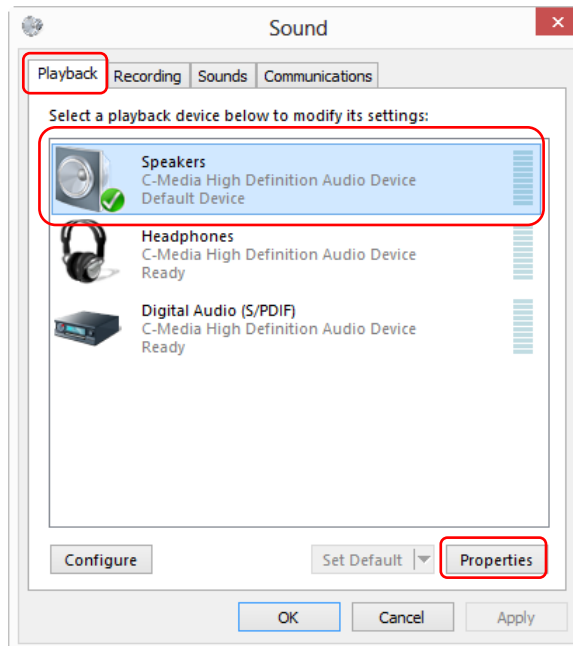 Sound
Playback Recording Sounds Communications
Select a playback device below to modify its settings:
Speakers
C-Media High Definition Audio Device
Default Device
Headphones
C-Media High Definition Audio Device
Ready
Digital Audio (S/PDIF)
C-Media High Definition Audio Device
Ready
Configure Set Default Properties
OK Cancel Apply